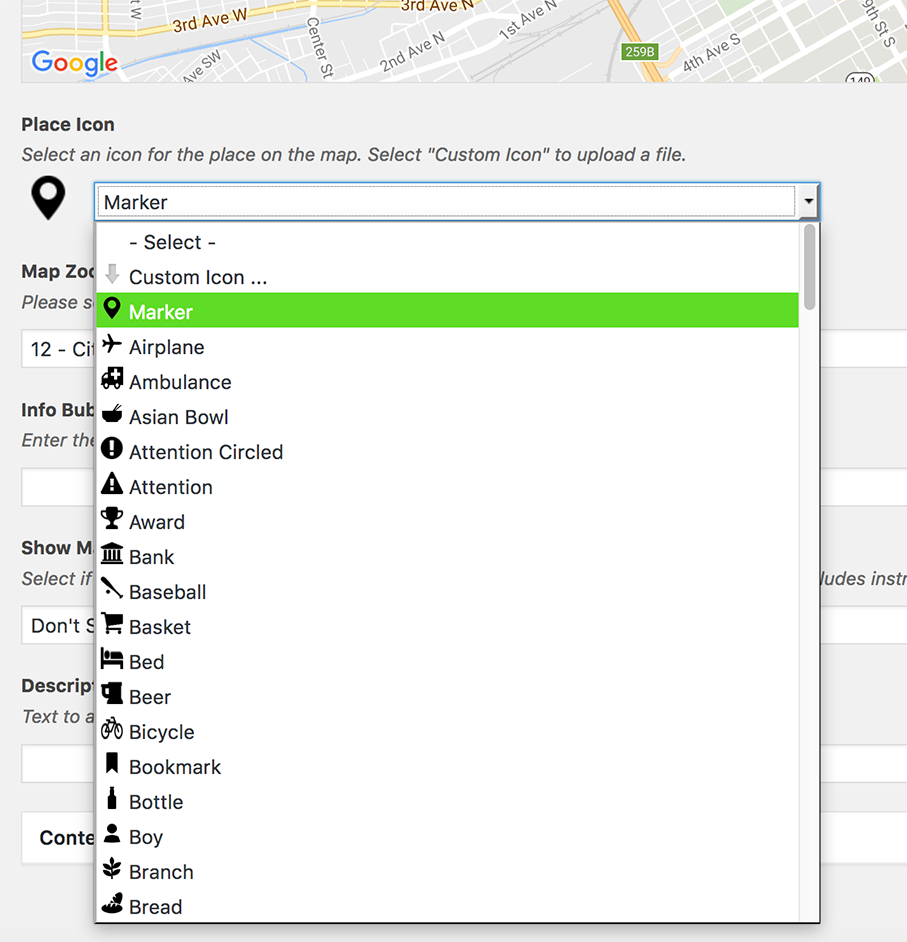 3rd Ave W
3rd Ave N
1st Ave N
9th St S
Center St
2nd Ave N
259B
4th Ave S
Google
Ave SW
149
Place Icon
Select an icon for the place on the map. Select "Custom Icon" to upload a file.
Marker
- Select -
Map Zoo
Custom Icon ...
Please s
Marker
12 - Cit
Airplane
Ambulance
Info Bub
Asian Bowl
Enter the
Attention Circled
Attention
Award
Show Ma
Bank
Select if
ludes instr
Baseball
Don't S
Basket
Bed
Descript
Beer
Text to a
Bicycle
Bookmark
Bottle
Conte
Boy
Branch
Bread